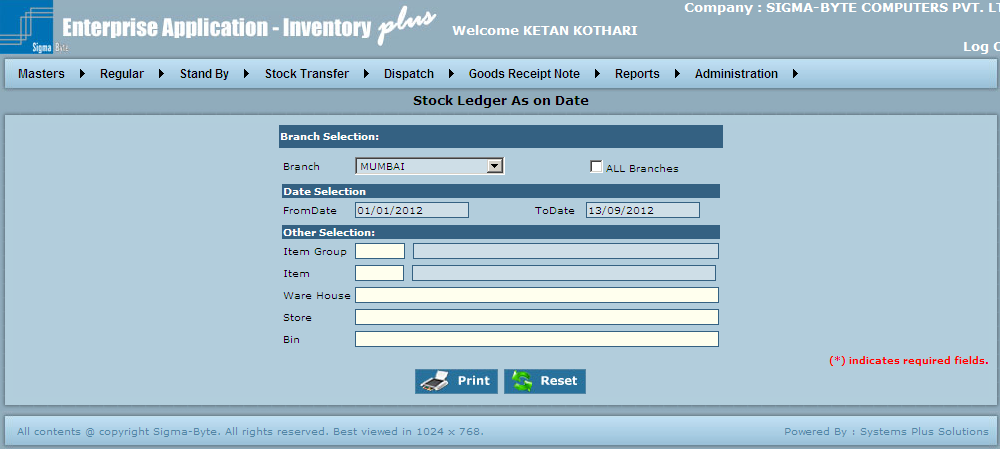 Company : SIGMA-BYTE COMPUTERS PVT. LT
Sigma Byte
Enterprise Application - Inventory plus
Welcome KETAN KOTHARI
Log O
Masters Regular Stand By Stock Transfer Dispatch Goods Receipt Note Reports Administration
Stock Ledger As on Date
Branch Selection:
Branch MUMBAI ALL Branches
Date Selection
FromDate 01/01/2012 ToDate 13/09/2012
Other Selection:
Item Group
Item
Ware House
Store
Bin
(*) indicates required fields.
Print Reset
All contents @ copyright Sigma-Byte. All rights reserved. Best viewed in 1024 x 768. Powered By : Systems Plus Solutions